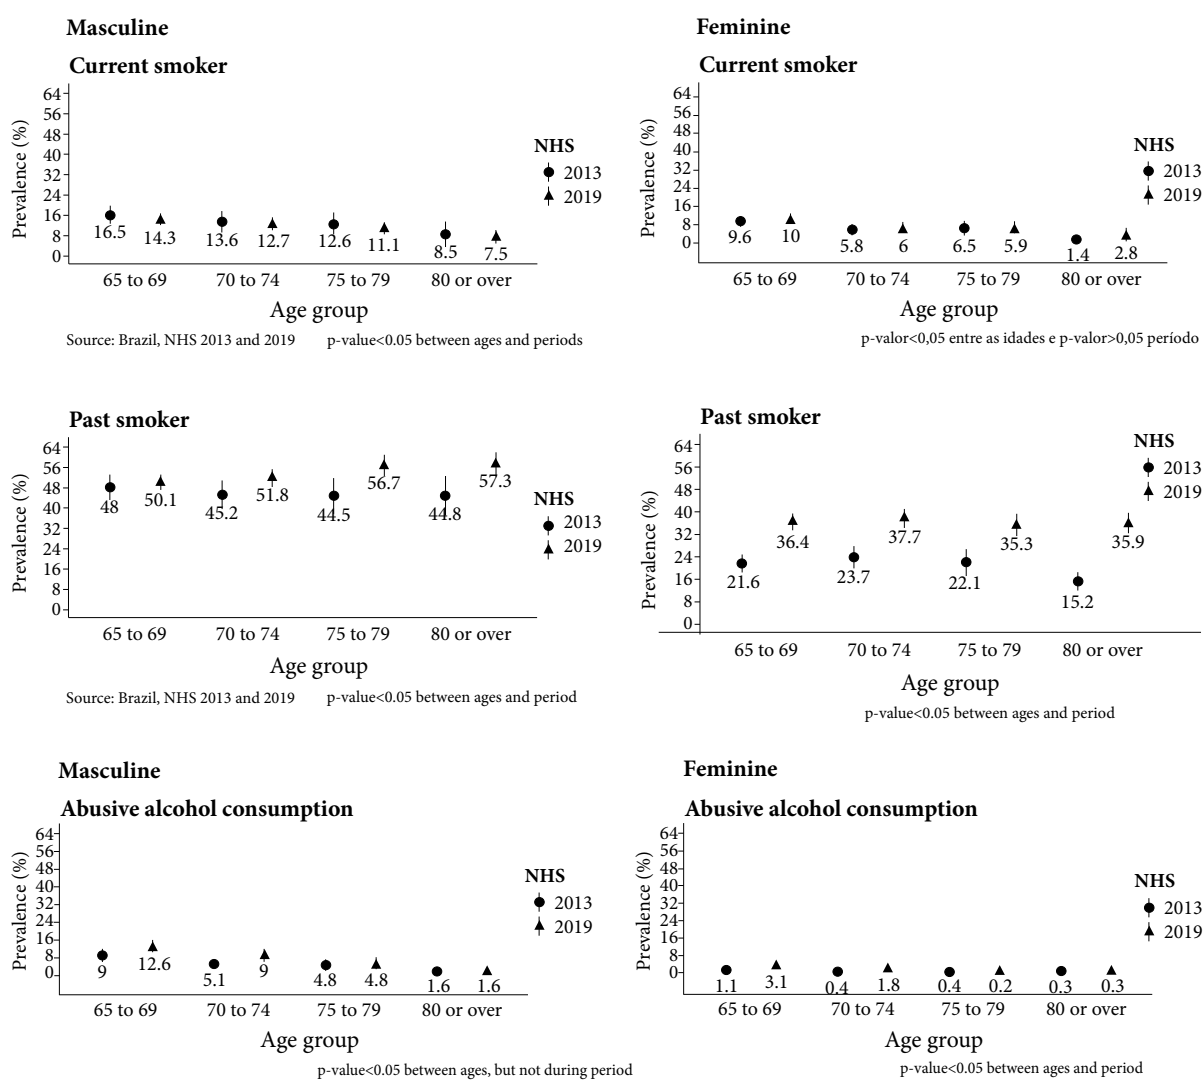 Masculine
Current smoker
Prevalence (%)
64
56
48
40
32
24
16
8
0
16.5
14.3
13.6
12.7
12.6
11.1
8.5
7.5
NHS
2013
2019
65 to 69
70 to 74
75 to 79
80 or over
Age group
Source: Brazil, NHS 2013 and 2019
p-value<0.05 between ages and periods
Feminine
Current smoker
Prevalence (%)
64
56
48
40
32
24
16
8
0
9.6
10
5.8
6
6.5
5.9
1.4
2.8
NHS
2013
2019
65 to 69
70 to 74
75 to 79
80 or over
Age group
p-valor<0,05 entre as idades e p-valor>0,05 período
Past smoker
Prevalence (%)
64
56
48
40
32
24
16
8
0
48
50.1
45.2
51.8
44.5
56.7
44.8
57.3
NHS
2013
2019
65 to 69
70 to 74
75 to 79
80 or over
Age group
Source: Brazil, NHS 2013 and 2019
p-value<0.05 between ages and period
Past smoker
Prevalence (%)
64
56
48
40
32
24
16
8
0
21.6
36.4
23.7
37.7
22.1
35.3
15.2
35.9
NHS
2013
2019
65 to 69
70 to 74
75 to 79
80 or over
Age group
p-value<0.05 between ages and period
Masculine
Abusive alcohol consumption
Prevalence (%)
64
56
48
40
32
24
16
8
0
9
12.6
5.1
9
4.8
4.8
1.6
1.6
NHS
2013
2019
65 to 69
70 to 74
75 to 79
80 or over
Age group
p-value<0.05 between ages, but not during period
Feminine
Abusive alcohol consumption
Prevalence (%)
64
56
48
40
32
24
16
8
0
1.1
3.1
0.4
1.8
0.4
0.2
0.3
0.3
NHS
2013
2019
65 to 69
70 to 74
75 to 79
80 or over
Age group
p-value<0.05 between ages and period